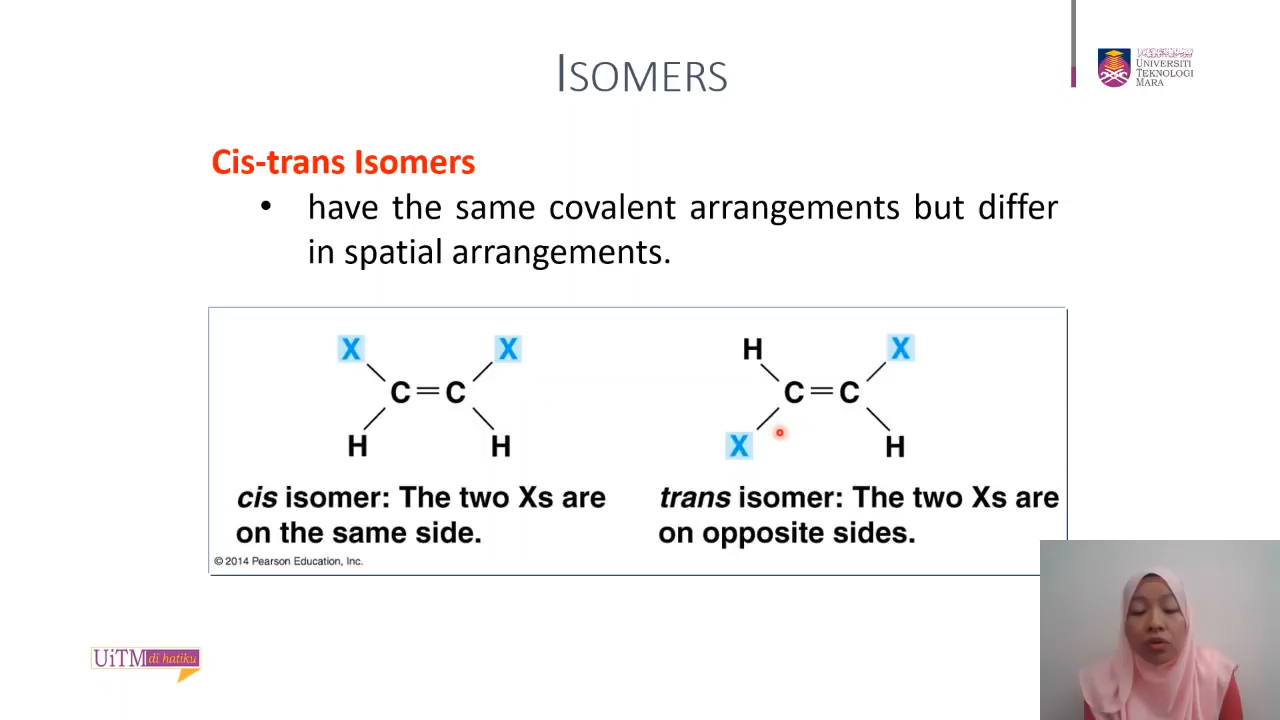 ISOMERS
UNIVERSITI
TEKNOLOGI
MARA
Cis-trans Isomers
• have the same covalent arrangements but differ
in spatial arrangements.
X X
C=C
H H
H X
C=C
X H
cis isomer: The two Xs are
on the same side.
trans isomer: The two Xs are
on opposite sides.
© 2014 Pearson Education, Inc.
UiTM di hatiku